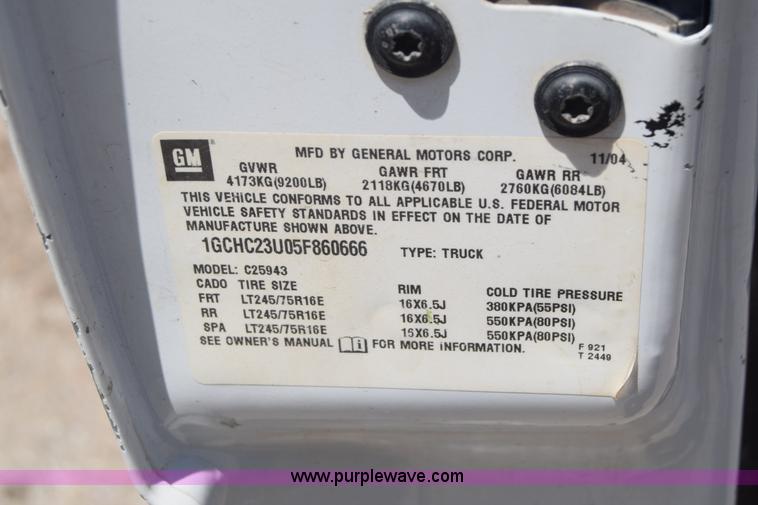 GM
MFD BY GENERAL MOTORS CORP. 11/04
GVWR GAWR FRT GAWR RR
4173KG(9200LB) 2118KG(4670LB) 2760KG(6084LB)
THIS VEHICLE CONFORMS TO ALL APPLICABLE U.S. FEDERAL MOTOR
VEHICLE SAFETY STANDARDS IN EFFECT ON THE DATE OF
MANUFACTURE SHOWN ABOVE.
1GCHC23U05F860666 TYPE: TRUCK
MODEL: C25943
CADO TIRE SIZE RIM COLD TIRE PRESSURE
FRT LT245/75R16E 16X6.5J 380KPA(55PSI)
RR LT245/75R16E 16X6.5J 550KPA(80PSI)
SPA LT245/75R16E 16X6.5J 550KPA(80PSI)
SEE OWNER'S MANUAL FOR MORE INFORMATION.
F 921
T 2449
www.purplewave.com